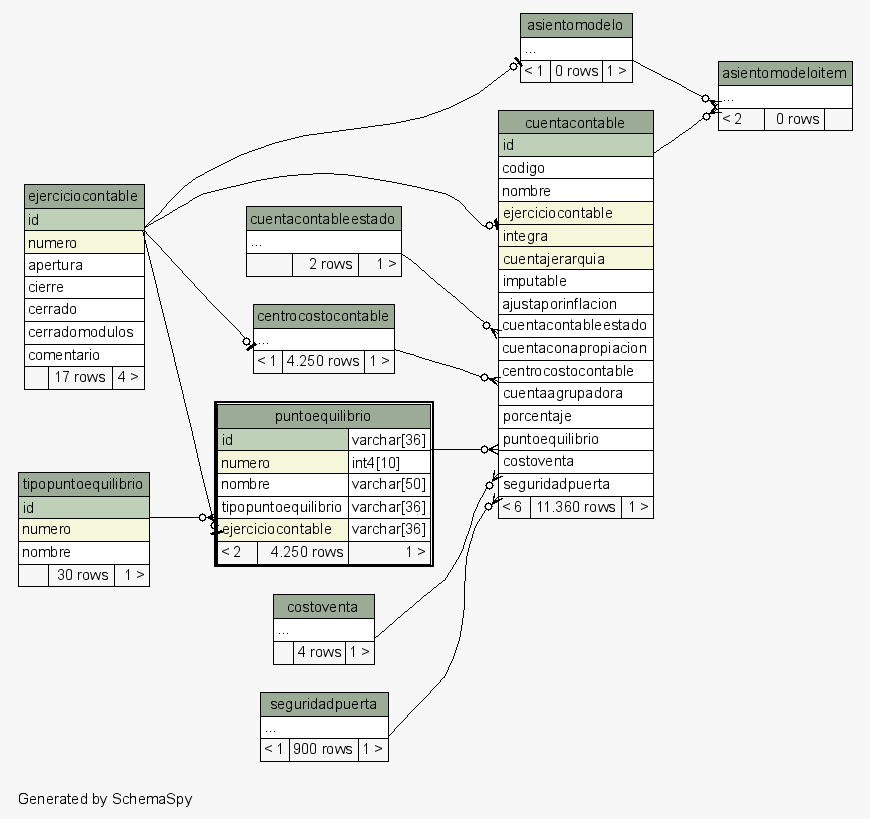 asientomodelo
...
< 1 0 rows 1 >
asientomodeloitem
...
< 2 0 rows
cuentacontable
id
codigo
nombre
ejerciciocontable
integra
cuentajerarquia
imputable
ajustaporinflacion
cuentacontableestado
cuentaconapropiacion
centrocostocontable
cuentaagrupadora
porcentaje
puntoequilibrio
costoventa
seguridadpuerta
< 6 11.360 rows 1 >
ejerciciocontable
id
numero
apertura
cierre
cerrado
cerradomodulos
comentario
17 rows 4 >
cuentacontableestado
...
2 rows 1 >
centrocostocontable
...
< 1 4.250 rows 1 >
puntoequilibrio
id varchar[36]
numero int4[10]
nombre varchar[50]
tipopuntoequilibrio varchar[36]
ejerciciocontable varchar[36]
< 2 4.250 rows 1 >
tipopuntoequilibrio
id
numero
nombre
30 rows 1 >
costoventa
...
4 rows 1 >
seguridadpuerta
...
< 1 900 rows 1 >
Generated by SchemaSpy